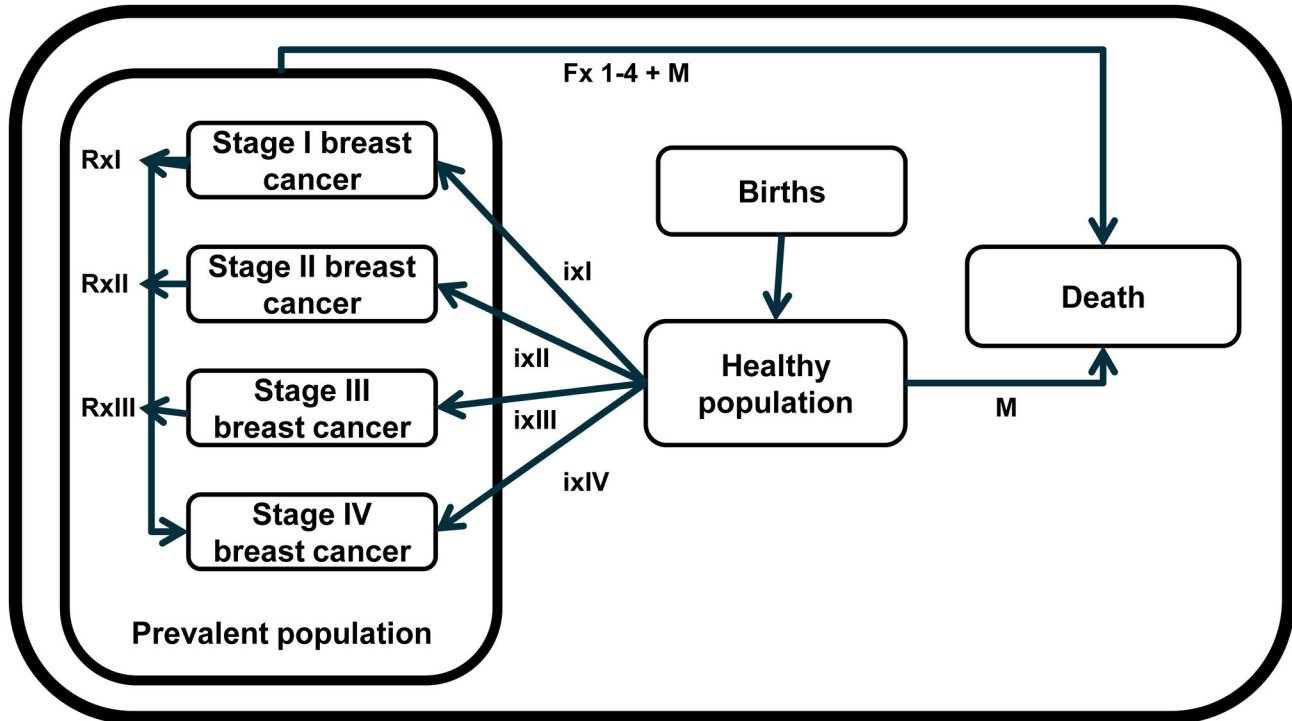 Fx 1-4 + M
RxI
Stage I breast
cancer
RxII
Stage II breast
cancer
RxIII
Stage III
breast cancer
Stage IV
breast cancer
Prevalent population
ixI
ixII
ixIII
ixIV
Births
Healthy
population
M
Death